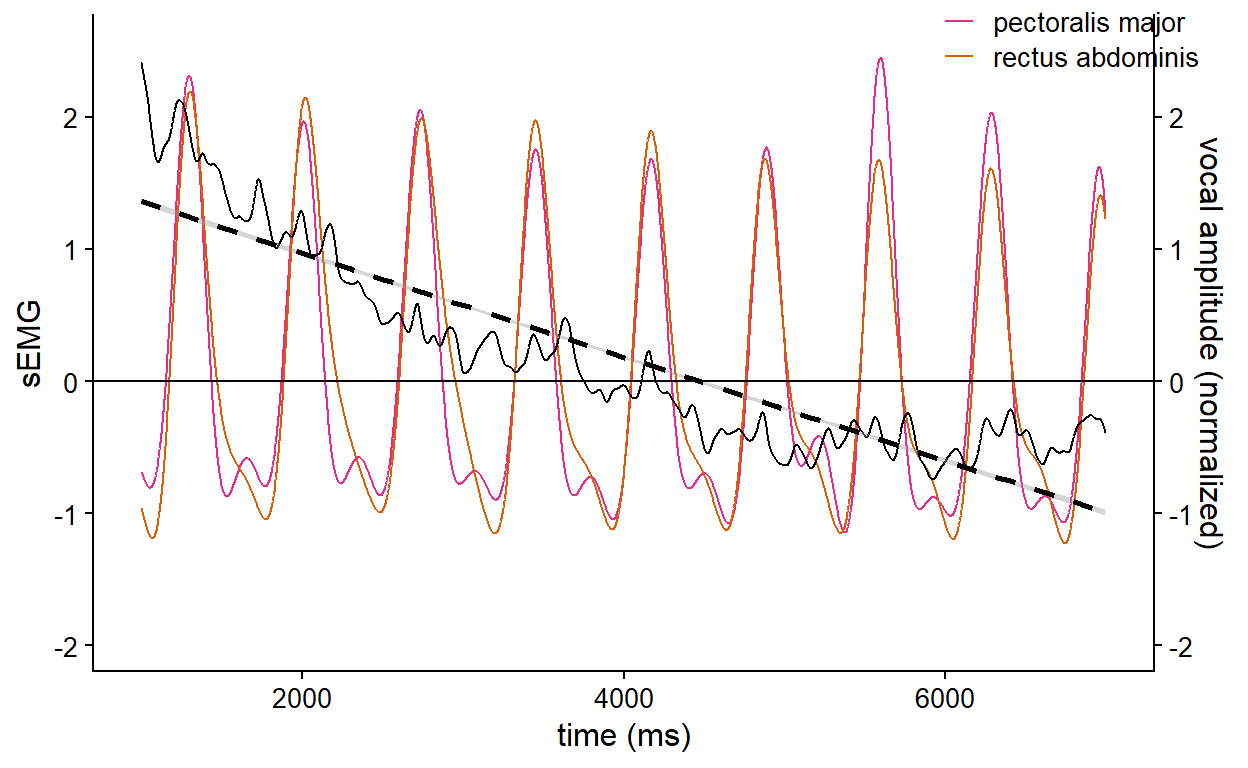 pectoralis major
rectus abdominis
2
1
0
-1
-2
sEMG
2
1
0
-1
-2
vocal amplitude (normalized)
2000 4000 6000
time (ms)